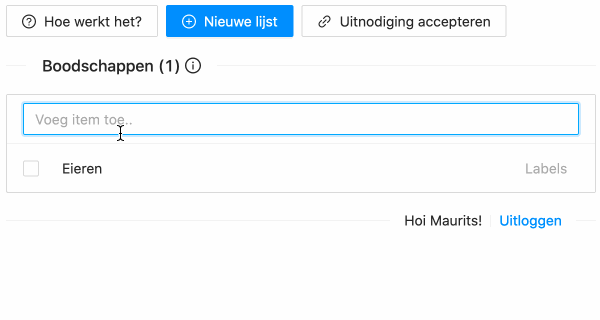 Hoe werkt het? Nieuwe lijst Uitnodiging accepteren
Boodschappen (1)
Voeg item toe..
Eieren Labels
Hoi Maurits! Uitloggen